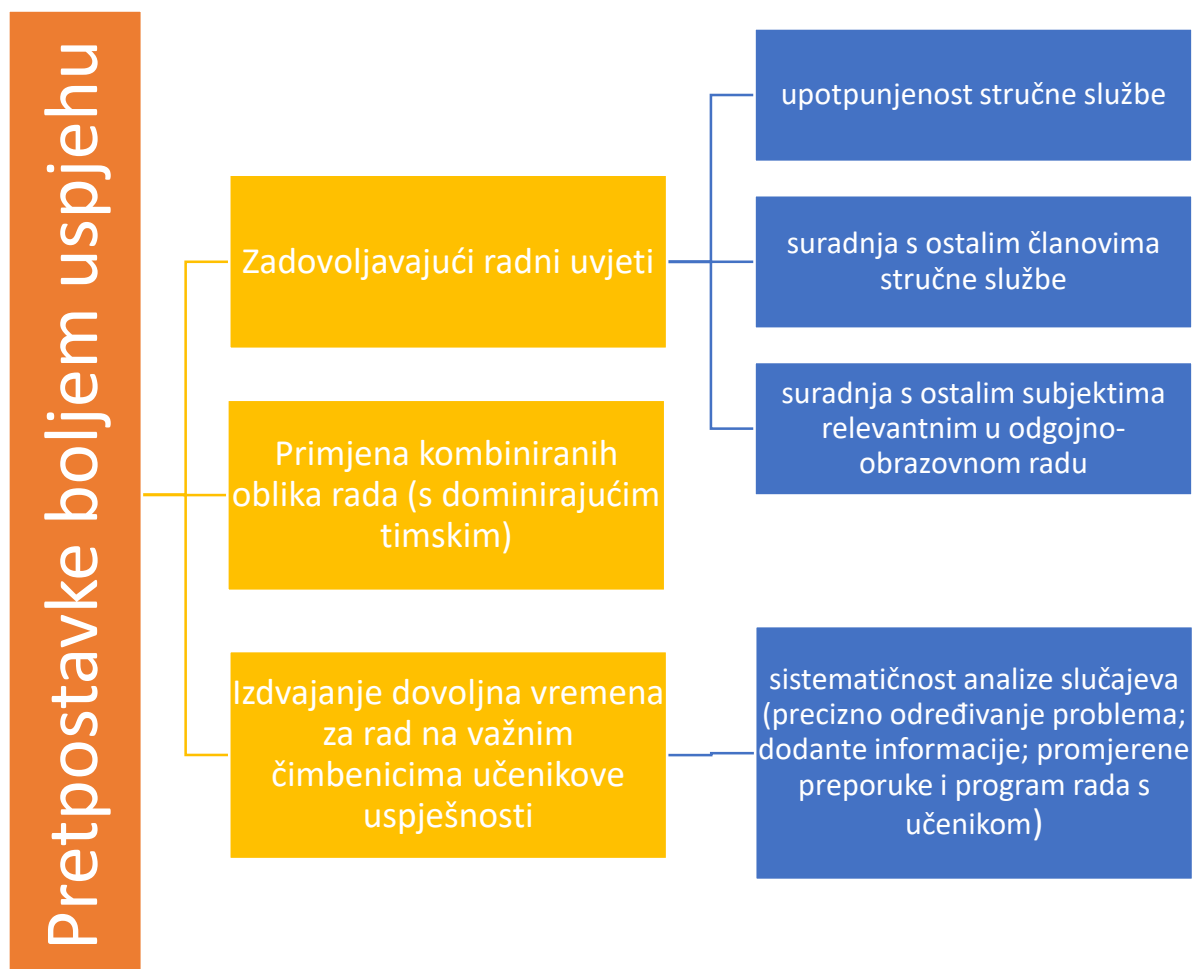 Pretpostavke boljem uspjehu
Zadovoljavajući radni uvjeti
upotpunjenost stručne službe
suradnja s ostalim članovima
stručne službe
suradnja s ostalim subjektima
relevantnim u odgojno-
obrazovnom radu
Primjena kombiniranih
oblika rada (s dominirajućim
timskim)
Izdvajanje dovoljna vremena
za rad na važnim
čimbenicima učenikove
uspješnosti
sistematičnost analize slučajeva
(precizno određivanje problema;
dodante informacije; promjerene
preporuke i program rada s
učenikom)